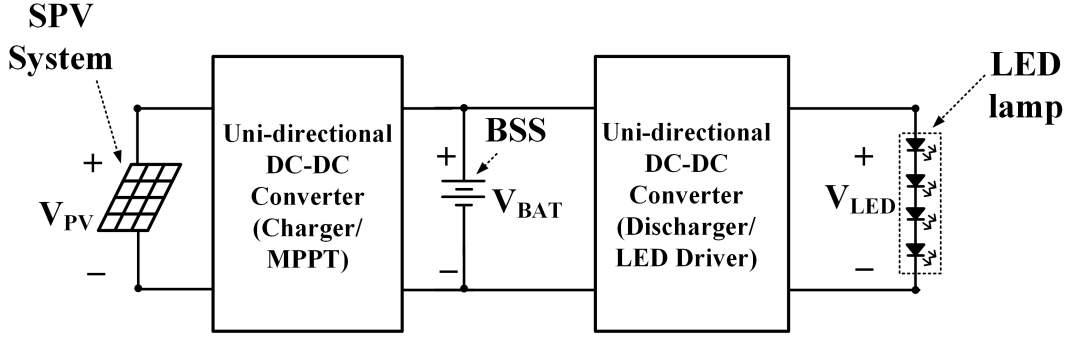 SPV
System
+
V_PV
−
Uni-directional
DC-DC
Converter
(Charger/
MPPT)
BSS
+
V_BAT
−
Uni-directional
DC-DC
Converter
(Discharger/
LED Driver)
LED
lamp
+
V_LED
−